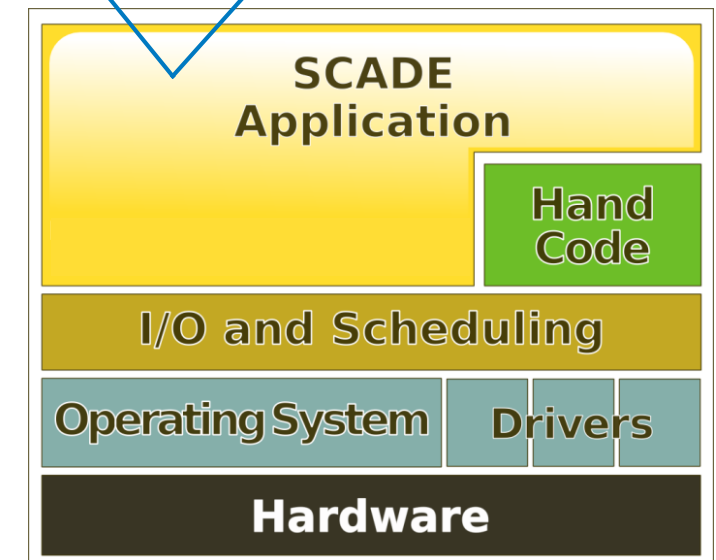 SCADE
Application
Hand
Code
I/O and Scheduling
Operating System
Drivers
Hardware